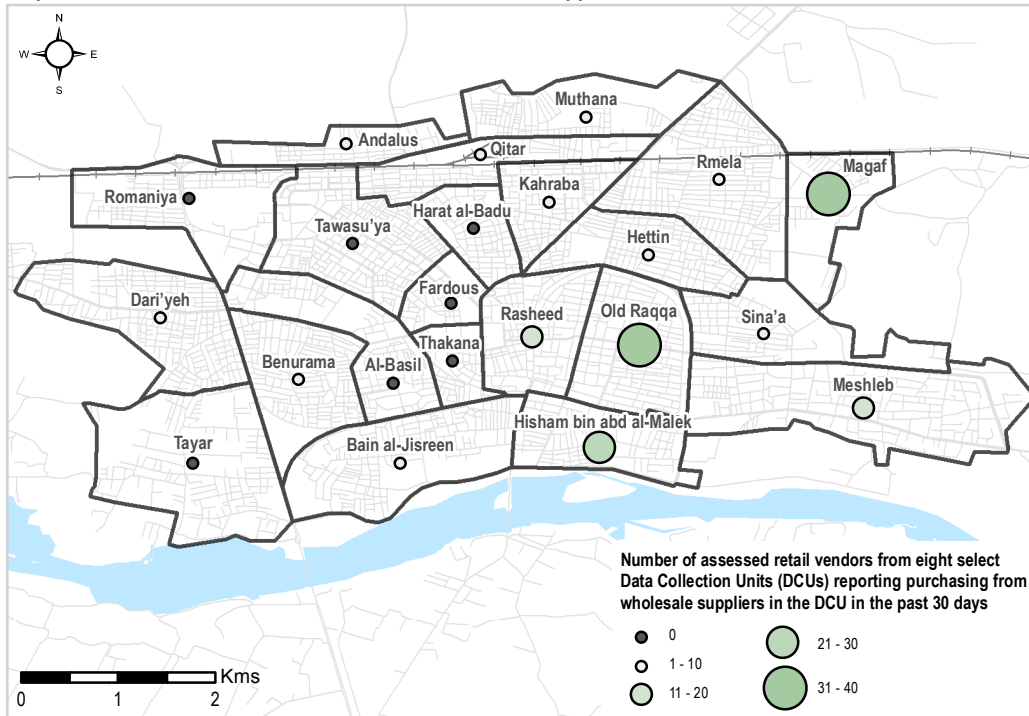 N
W E
S
Muthana
Andalus
Qitar
Rmela
Magaf
Kahraba
Romaniya
Harat al-Badu
Tawasu'ya
Hettin
Fardous
Dari'yeh
Rasheed
Old Raqqa
Sina'a
Thakana
Benurama
Al-Basil
Meshleb
Hisham bin abd al-Malek
Tayar
Bain al-Jisreen
Number of assessed retail vendors from eight select
Data Collection Units (DCUs) reporting purchasing from
wholesale suppliers in the DCU in the past 30 days
0
21 - 30
1 - 10
11 - 20
31 - 40
Kms
0 1 2